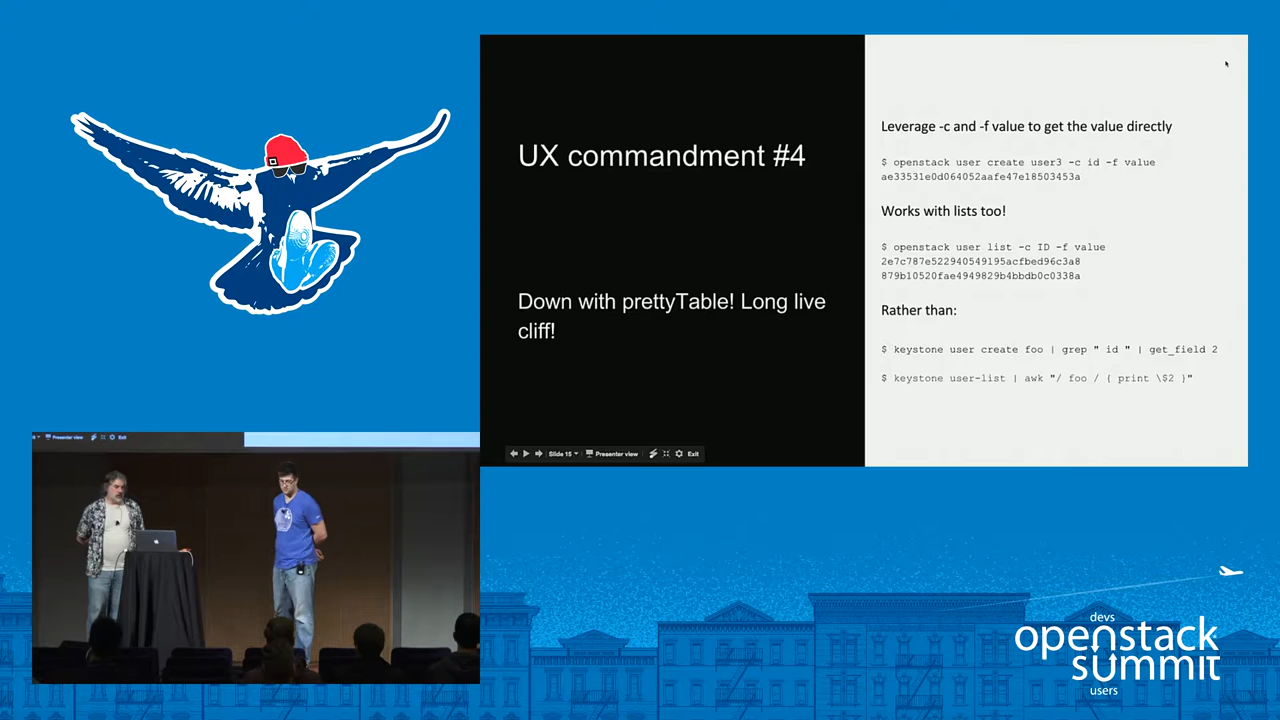 UX commandment #4
Down with prettyTable! Long live
cliff!
Slide 15
Presenter view
Exit
Leverage -c and -f value to get the value directly
$ openstack user create user3 -c id -f value
ae33531e0d064052aafe47e18503453a
Works with lists too!
$ openstack user list -c ID -f value
2e7c787e522940549195acfbed96c3a8
879b10520fae4949829b4bbdb0c0338a
Rather than:
$ keystone user create foo | grep " id " | get_field 2
$ keystone user-list | awk "/ foo / { print \$2 }"
Presenter view
Exit
devs
openstack
summit
users